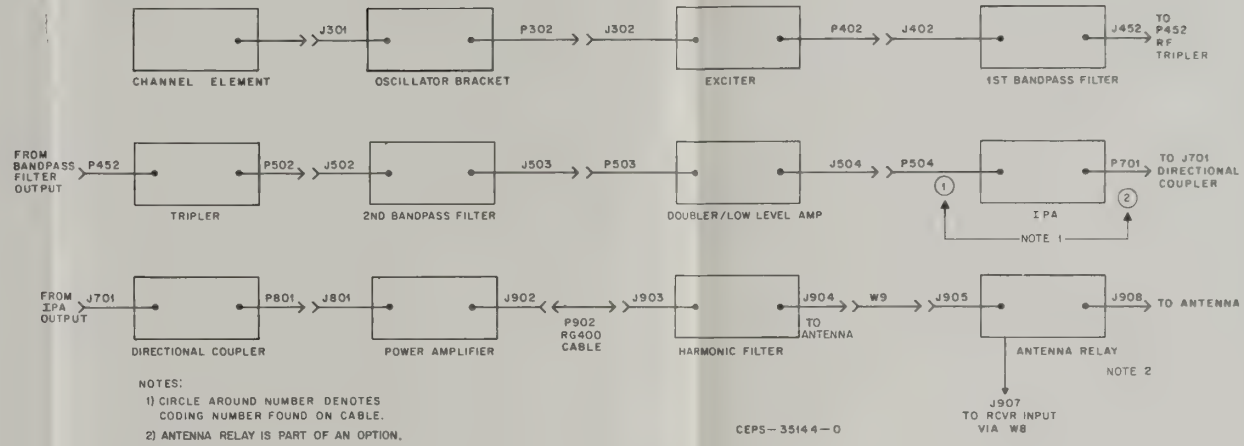 J301
P302
J302
P402
J402
J452
TO
P452
RF
TRIPLER
CHANNEL ELEMENT
OSCILLATOR BRACKET
EXCITER
1ST BANDPASS FILTER
FROM
BANDPASS
FILTER
OUTPUT
P452
P502
J502
J503
P503
J504
P504
P701
TO J701
DIRECTIONAL
COUPLER
1
2
TRIPLER
2ND BANDPASS FILTER
DOUBLER/LOW LEVEL AMP
IPA
NOTE 1
FROM
IPA
OUTPUT
J701
P801
J801
J902
P902
RG400
CABLE
J903
J904
TO
ANTENNA
W9
J905
J908
TO ANTENNA
DIRECTIONAL COUPLER
POWER AMPLIFIER
HARMONIC FILTER
ANTENNA RELAY
NOTE 2
J907
TO RCVR INPUT
VIA W8
NOTES:
1) CIRCLE AROUND NUMBER DENOTES
CODING NUMBER FOUND ON CABLE.
2) ANTENNA RELAY IS PART OF AN OPTION.
CEPS-35144-O